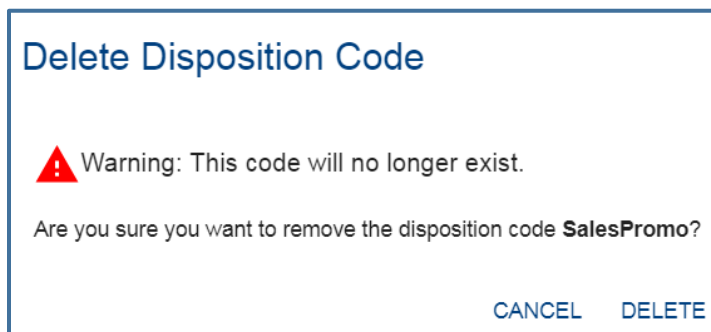 Delete Disposition Code
Warning: This code will no longer exist.
Are you sure you want to remove the disposition code SalesPromo?
CANCEL DELETE